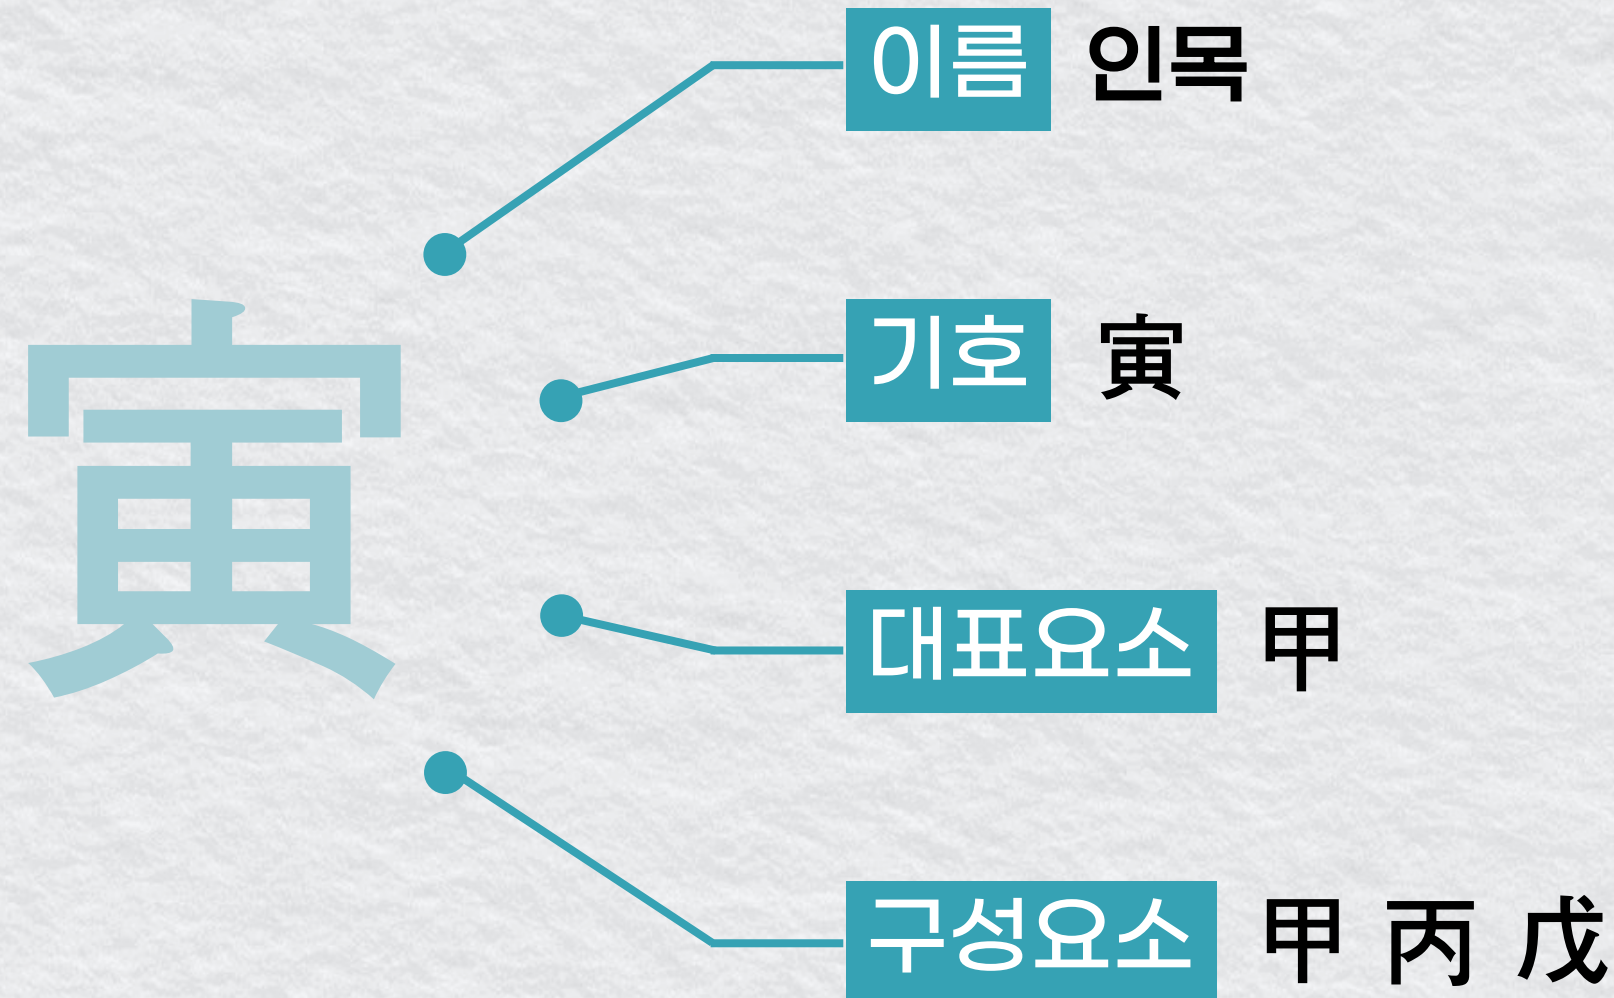 이름 인목
寅
기호 寅
대표요소 甲
구성요소 甲 丙 戊